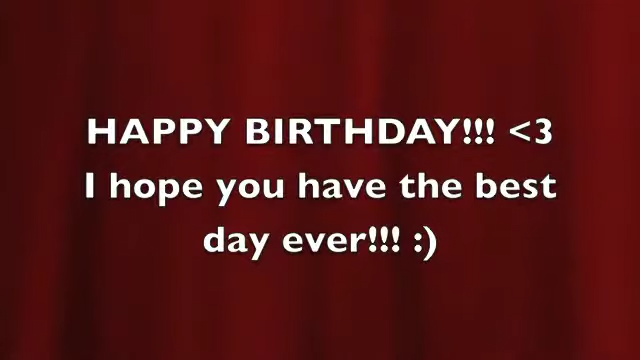 HAPPY BIRTHDAY!!! <3
I hope you have the best
day ever!!! :)